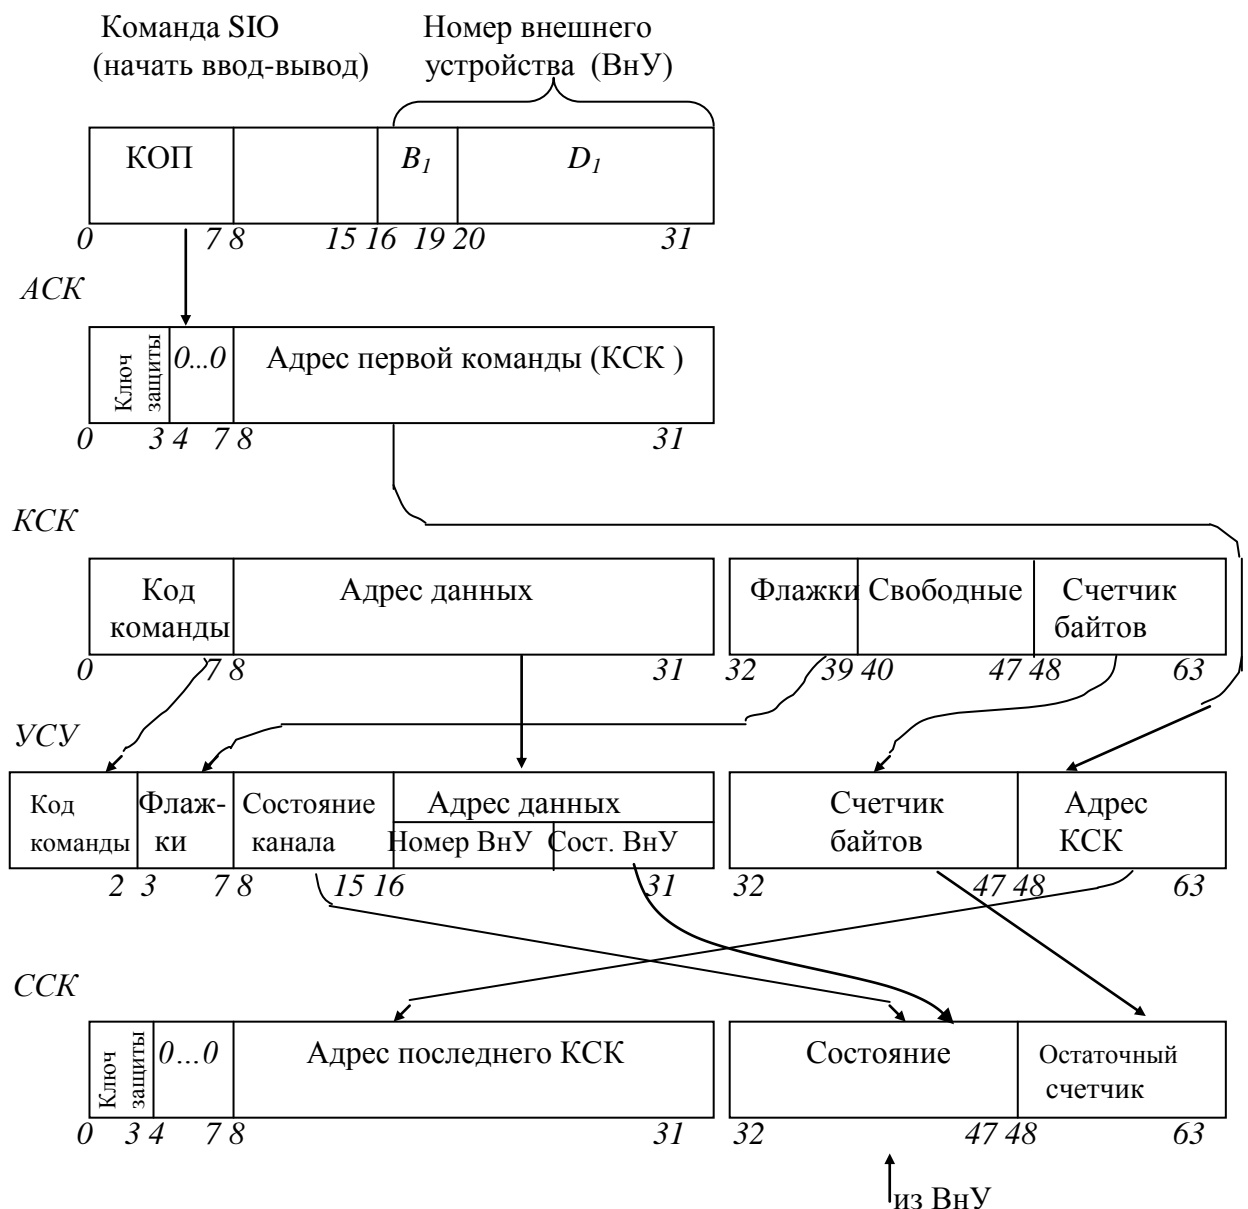 Команда SIO
(начать ввод-вывод)
Номер внешнего
устройства (ВнУ)
КОП
B1
D1
0 7 8 15 16 19 20 31
АСК
Ключ
защиты
0...0
Адрес первой команды (КСК )
0 3 4 7 8 31
КСК
Код
команды
Адрес данных
Флажки
Свободные
Счетчик
байтов
0 7 8 31 32 39 40 47 48 63
УСУ
Код
команды
Флаж-
ки
Состояние
канала
Адрес данных
Номер ВнУ
Сост. ВнУ
Счетчик
байтов
Адрес
КСК
2 3 7 8 15 16 31 32 47 48 63
ССК
Ключ
защиты
0...0
Адрес последнего КСК
Состояние
Остаточный
счетчик
0 3 4 7 8 31 32 47 48 63
из ВнУ